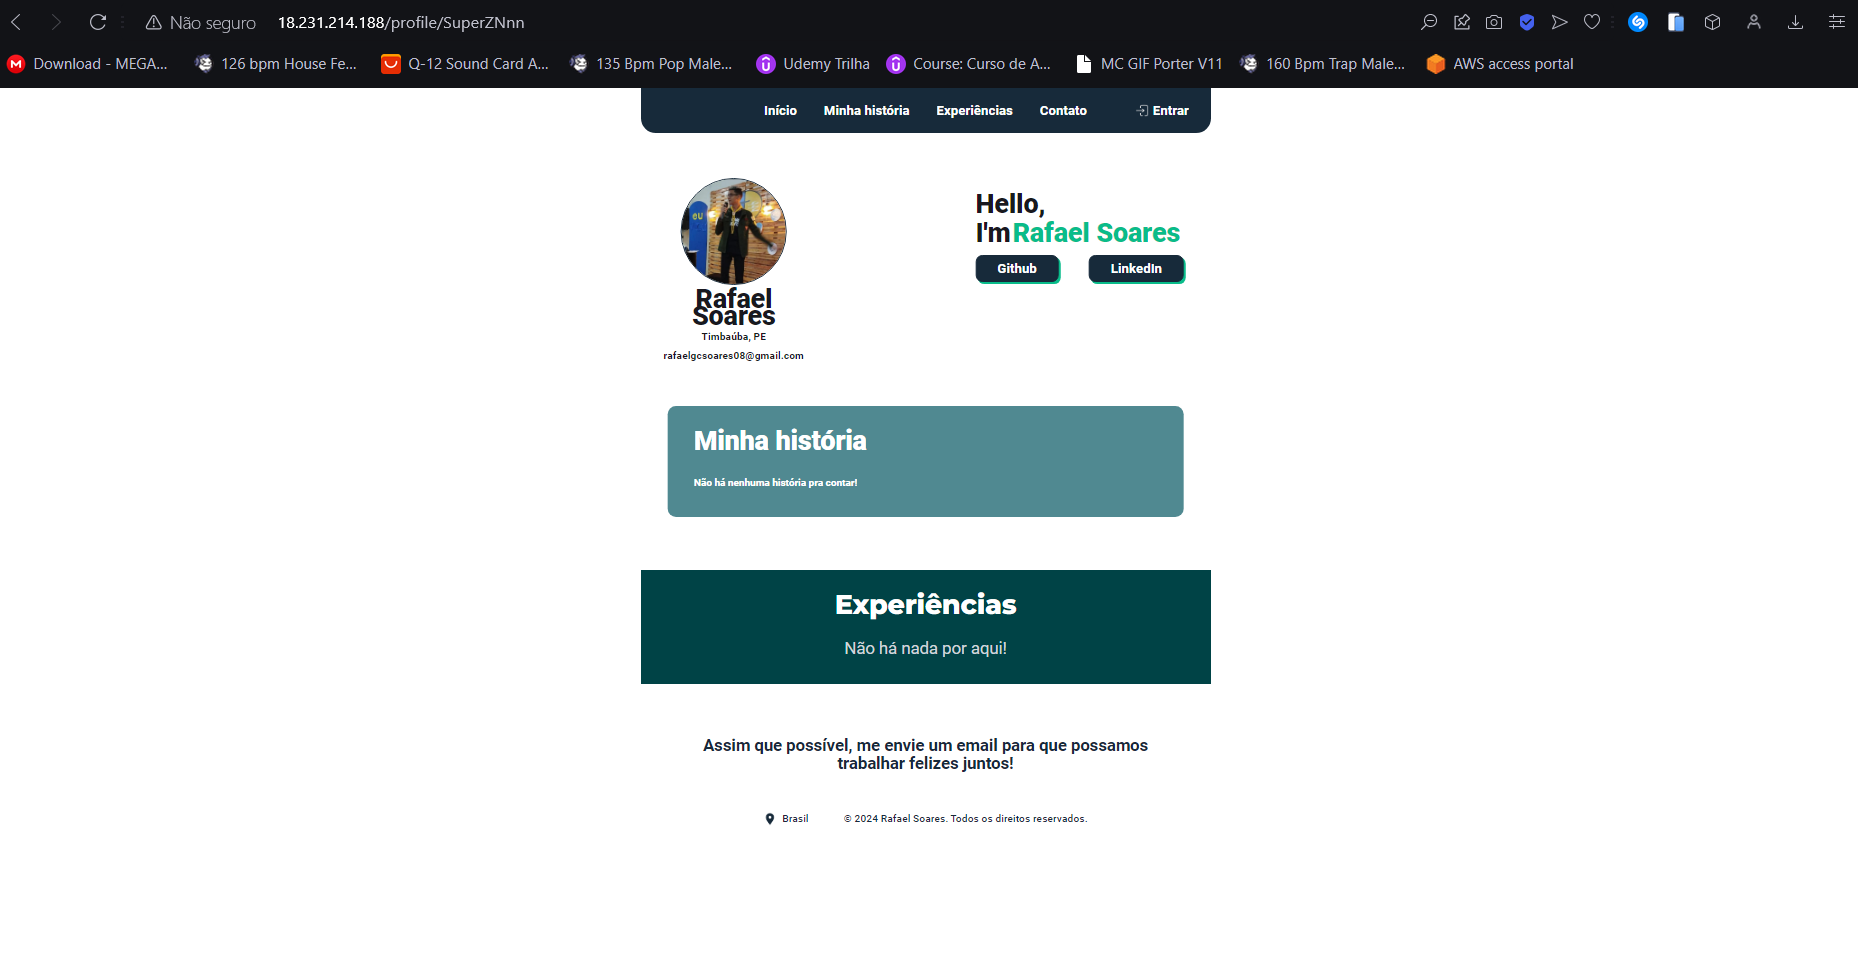 Não seguro 18.231.214.188/profile/SuperZNnn
Download - MEGA... 126 bpm House Fe... Q-12 Sound Card A... 135 Bpm Pop Male... Udemy Trilha Course: Curso de A... MC GIF Porter V11 160 Bpm Trap Male... AWS access portal
Início Minha história Experiências Contato Entrar
Hello,
I'm Rafael Soares
Github LinkedIn
Rafael
Soares
Timbaúba, PE
rafaelgcsoares08@gmail.com
Minha história
Não há nenhuma história pra contar!
Experiências
Não há nada por aqui!
Assim que possível, me envie um email para que possamos
trabalhar felizes juntos!
Brasil © 2024 Rafael Soares. Todos os direitos reservados.